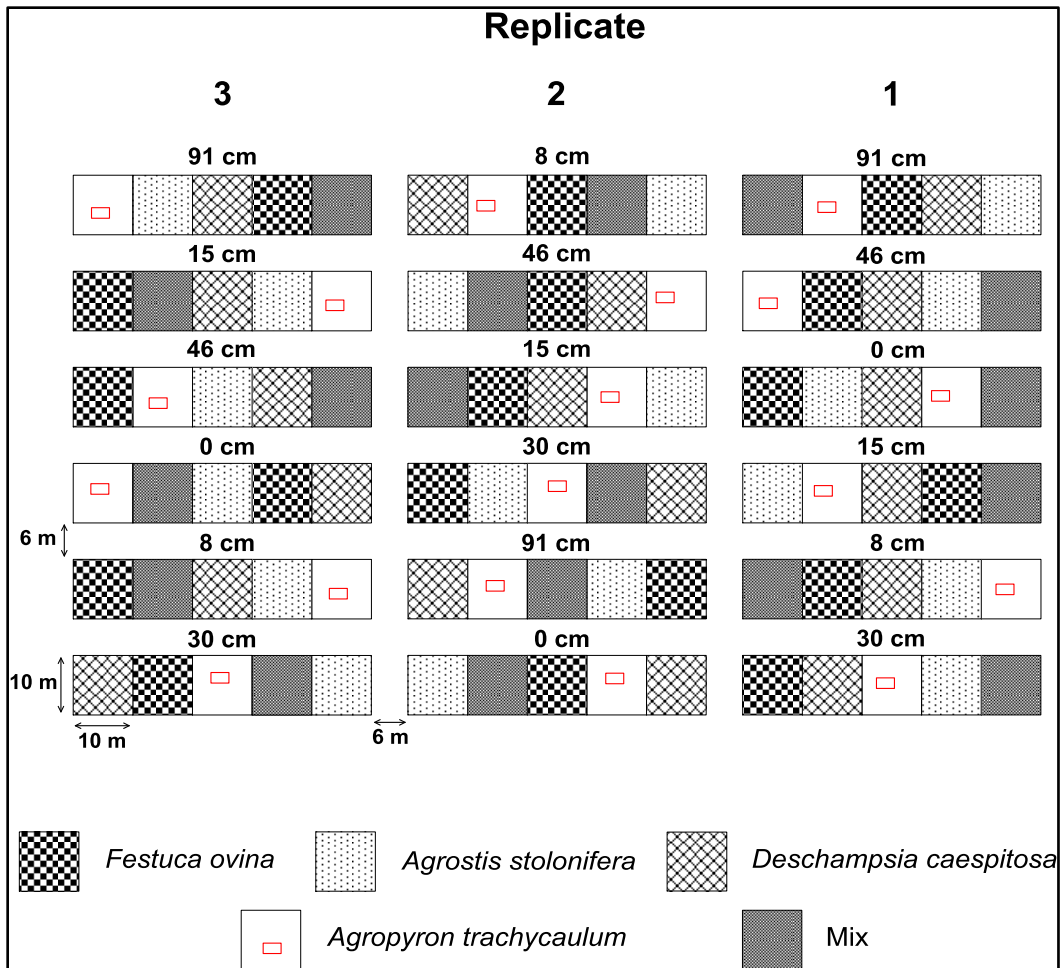 Replicate
3 2 1
91 cm 8 cm 91 cm
15 cm 46 cm 46 cm
46 cm 15 cm 0 cm
0 cm 30 cm 15 cm
6 m
8 cm 91 cm 8 cm
30 cm 0 cm 30 cm
10 m
10 m 6 m
Festuca ovina Agrostis stolonifera Deschampsia caespitosa
Agropyron trachycaulum Mix